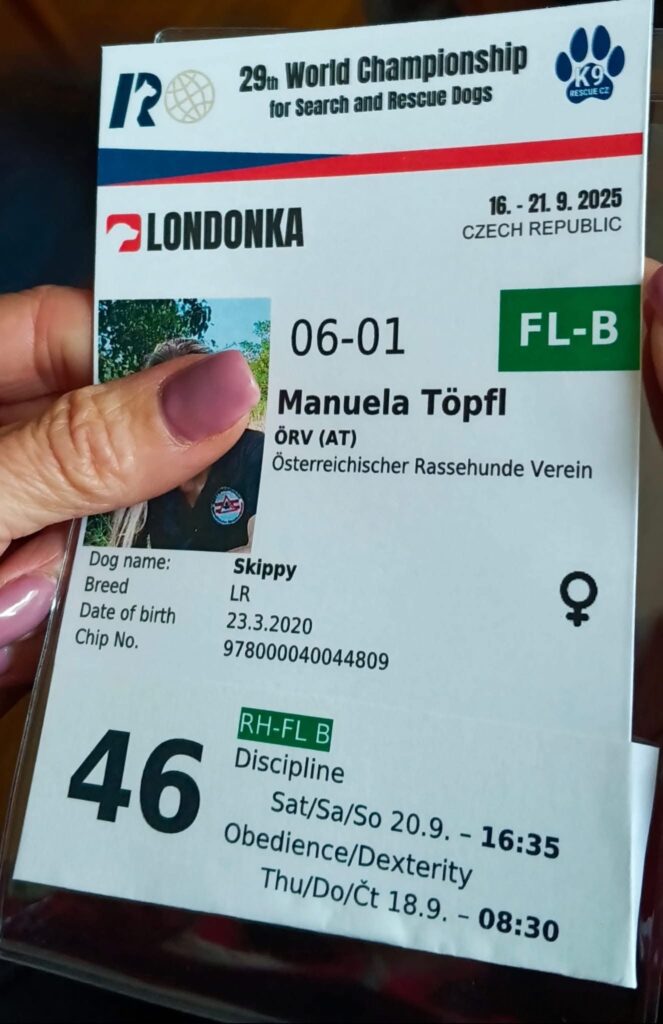 29th World Championship
for Search and Rescue Dogs
K9
RESCUE CZ
LONDONKA
16. - 21. 9. 2025
CZECH REPUBLIC
06-01
FL-B
Manuela Töpfl
ÖRV (AT)
Österreichischer Rassehunde Verein
Dog name: Skippy
Breed LR
Date of birth 23.3.2020
Chip No. 978000040044809
46
RH-FL B
Discipline
Sat/Sa/So 20.9. – 16:35
Obedience/Dexterity
Thu/Do/Čt 18.9. – 08:30